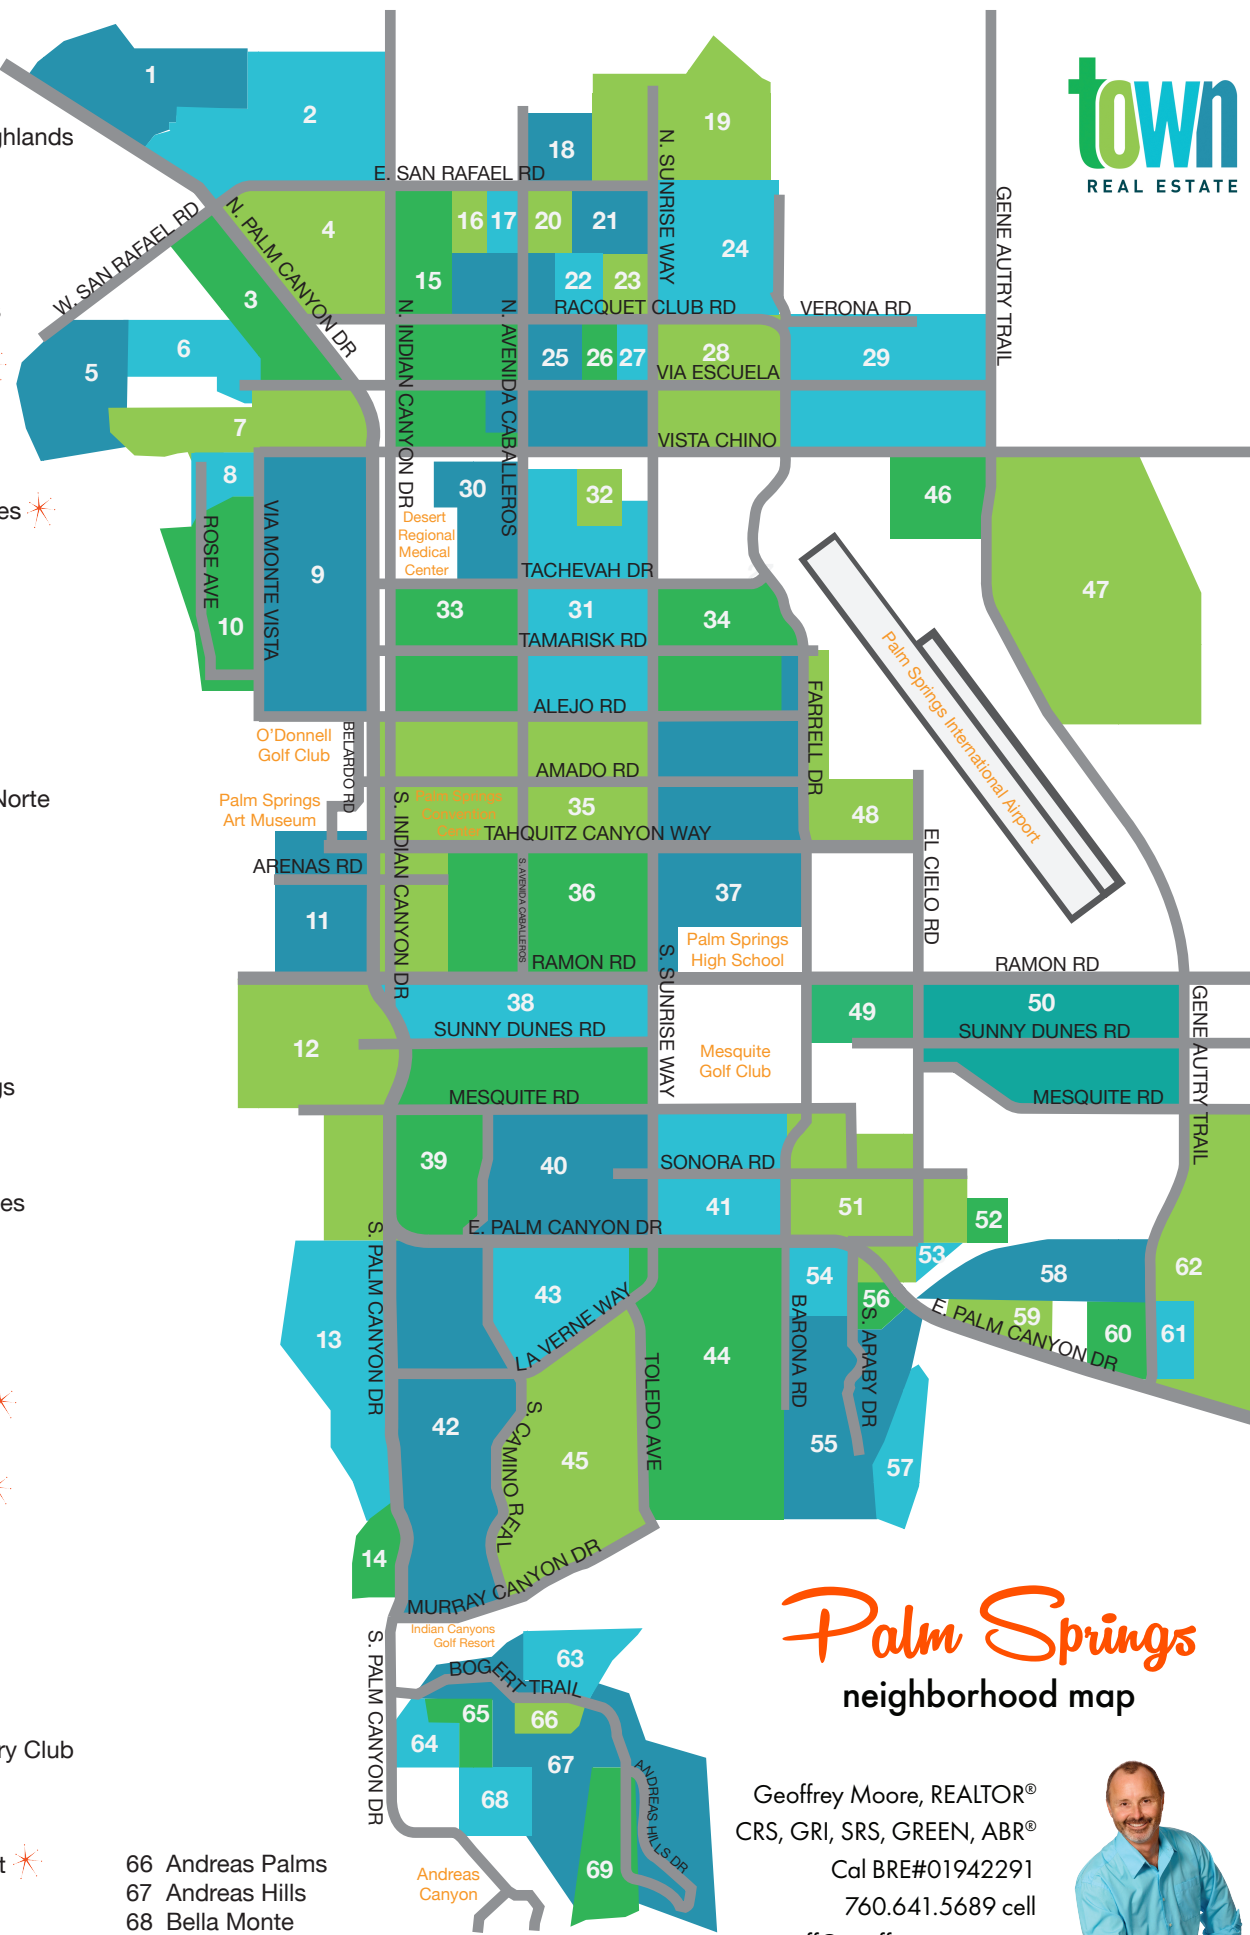 town
REAL ESTATE
1
2
18
19
E. SAN RAFAEL RD
N. SUNRISE WAY
GENE AUTRY TRAIL
W. SAN RAFAEL RD
N. PALM CANYON DR
4
16
17
20
21
24
3
15
22
23
N. INDIAN CANYON DR
N. AVENIDA CABALLEROS
RACQUET CLUB RD
VERONA RD
5
6
25
26
27
28
29
VIA ESCUELA
7
VISTA CHINO
8
30
32
46
ROSE AVE
VIA MONTE VISTA
Desert
Regional
Medical
Center
9
TACHEVAH DR
47
33
31
34
10
TAMARISK RD
Palm Springs International Airport
ALEJO RD
FARRELL DR
O'Donnell
Golf Club
BELARDO RD
AMADO RD
Palm Springs
Art Museum
S. INDIAN CANYON DR
Palm Springs
Convention
Center
35
48
TAHQUITZ CANYON WAY
EL CIELO RD
ARENAS RD
S. AVENIDA CABALLEROS
36
37
11
Palm Springs
High School
RAMON RD
S. SUNRISE WAY
RAMON RD
38
49
50
GENE AUTRY TRAIL
SUNNY DUNES RD
SUNNY DUNES RD
12
Mesquite
Golf Club
MESQUITE RD
MESQUITE RD
39
40
SONORA RD
41
51
52
S. PALM CANYON DR
E. PALM CANYON DR
53
54
58
62
43
56
59
E. PALM CANYON DR
60
61
13
LA VERNE WAY
BARONA RD
S. ARABY DR
44
TOLEDO AVE
42
S. CAMINO REAL
45
55
57
14
MURRAY CANYON DR
Indian Canyons
Golf Resort
S. PALM CANYON DR
BOGERT TRAIL
63
65
66
64
67
ANDREAS HILLS DR
68
69
Andreas
Canyon
Palm Springs
neighborhood map
Geoffrey Moore, REALTOR®
CRS, GRI, SRS, GREEN, ABR®
Cal BRE#01942291
760.641.5689 cell
ghlands
es
Norte
gs
es
ry Club
t
66 Andreas Palms
67 Andreas Hills
68 Bella Monte